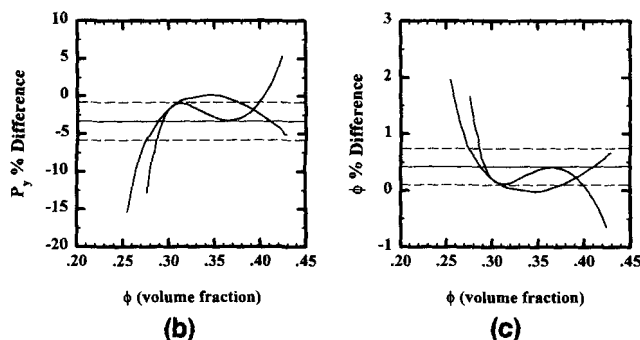 10
5
0
-5
-10
-15
-20
P_y % Difference
.20 .25 .30 .35 .40 .45
ϕ (volume fraction)
(b)
3
2
1
0
-1
ϕ % Difference
.20 .25 .30 .35 .40 .45
ϕ (volume fraction)
(c)